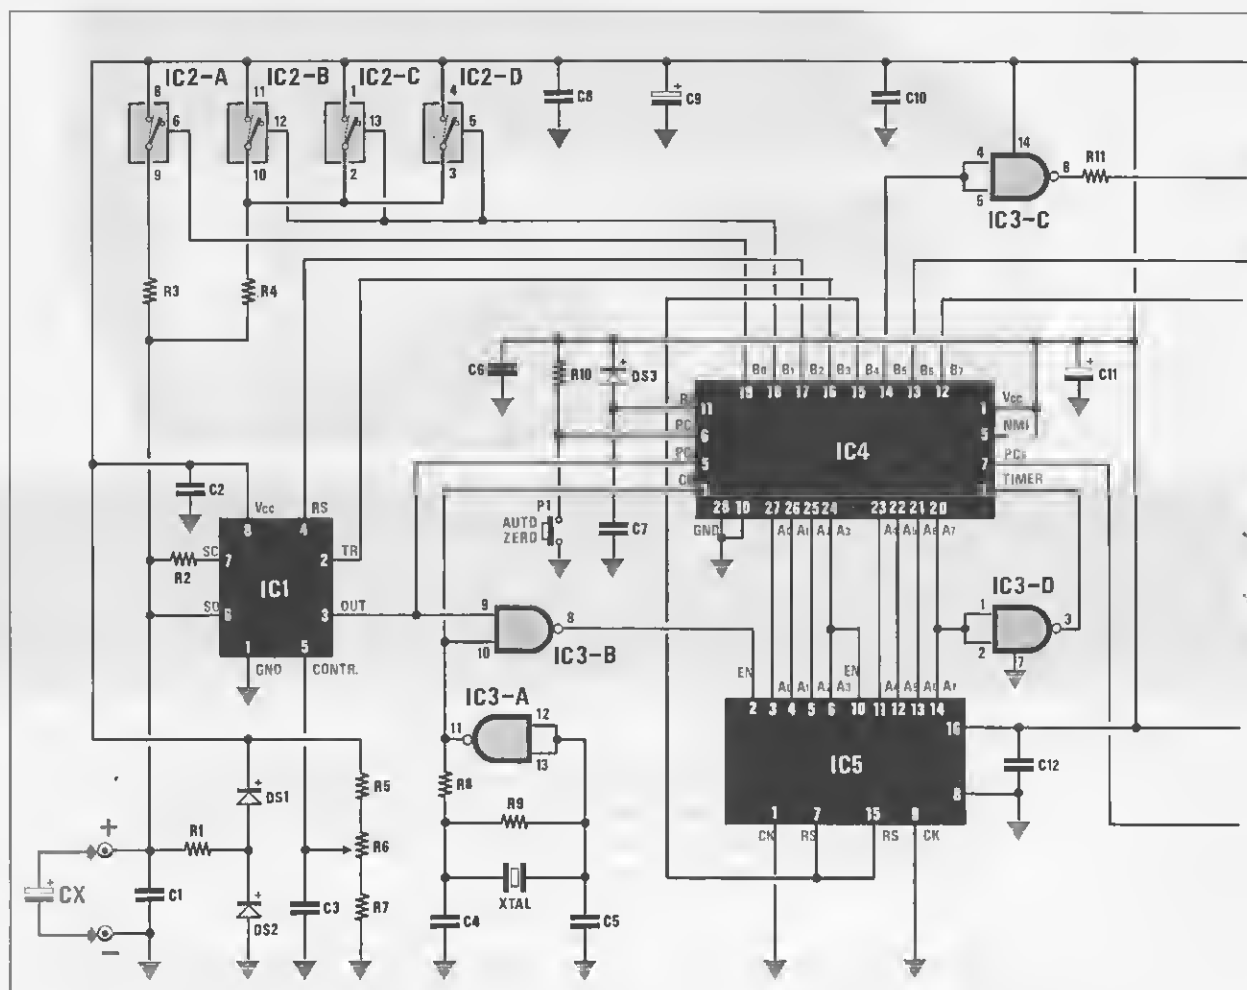 IC2-A IC2-B IC2-C IC2-D
8 11 1 4
6 12 13 5
9 10 2 3
C8 C9 C10
+
4 14 6 R11
5
IC3-C
R3 R4
C6 R10 + DS3
+ C11
B0 B1 B2 B3 B4 B5 B6 B7
19 18 17 16 15 14 13 12
11 1 Vcc
PC 6 NMI
PC 5 IC4 7
TIMER
28 10 27 26 25 24 23 22 21 20
GND A0 A1 A2 A3 A4 A5 A6 A7
C2
Vcc RS
8 4
SC 7 2 TR
R2
IC1
6 3 OUT
1 5
GND CONTR.
P1
AUTO
ZERO
C7
9 8
10
IC3-B
IC3-D
1 3
2 7
EN A0 A1 A2 A3 EN A4 A5 A6
2 3 4 5 6 10 11 12 13 14
IC3-A
11 12
13
16
IC5
8
C12
1 7 15 9
CK RS RS CK
R8 R9
XTAL
C4 C5
+ DS1
R5
R1
R6
+
CX
+
C1
+ DS2
C3
R7
−